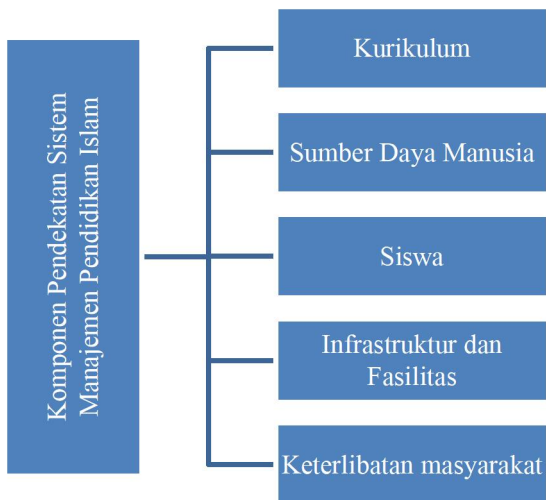 Komponen Pendekatan Sistem
Manajemen Pendidikan Islam
Kurikulum
Sumber Daya Manusia
Siswa
Infrastruktur dan
Fasilitas
Keterlibatan masyarakat